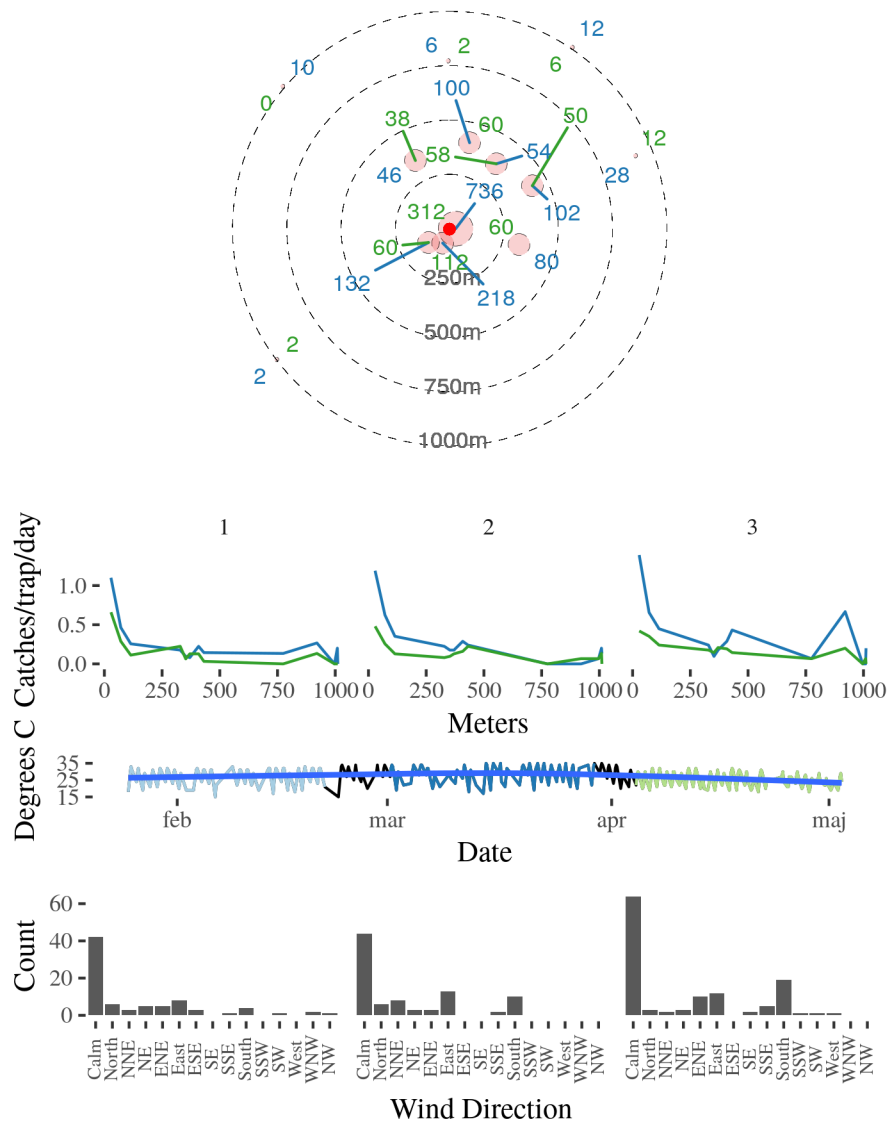 12
6 2
10
6
100
0
50
38 60
12
58 54
46
28
736
312
102
60
60
112
80
132
250m
218
500m
2
2
750m
1000m
1 2 3
Catches/trap/day
1.0
0.5
0.0
0 250 500 750 1000 0 250 500 750 1000 0 250 500 750 1000
Meters
Degrees C
35
25
15
feb mar apr maj
Date
Count
60
40
20
0
Calm North NNE NE ENE East ESE SE SSE South SSW SW West WNW NW Calm North NNE NE ENE East ESE SE SSE South SSW SW West WNW NW Calm North NNE NE ENE East ESE SE SSE South SSW SW West WNW NW
Wind Direction